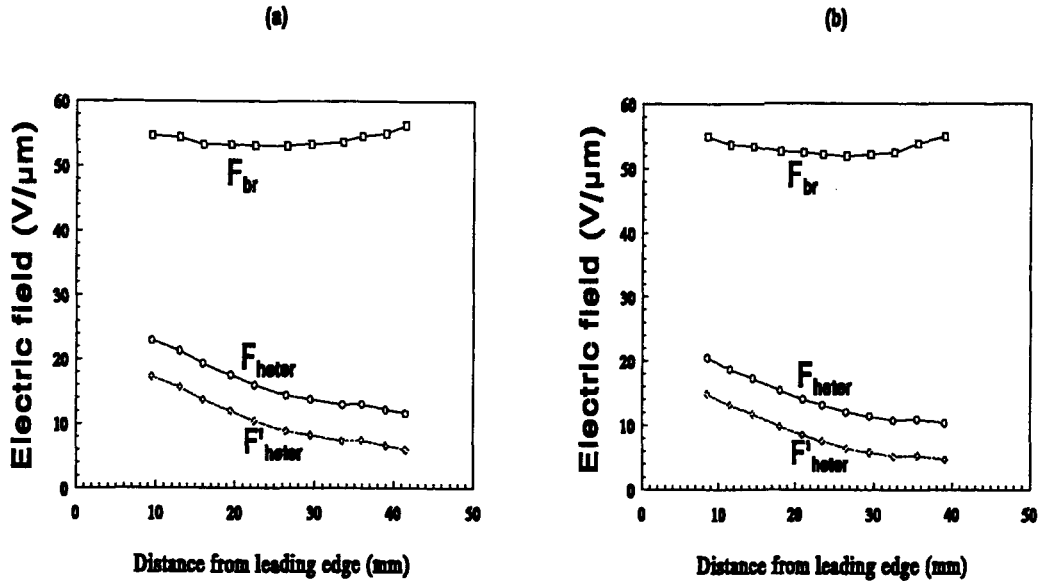 (a)
(b)
Electric field (V/μm)
60
50
40
30
20
10
0
F_br
F_heter
F'_heter
0 10 20 30 40 50
Distance from leading edge (mm)
Electric field (V/μm)
60
50
40
30
20
10
0
F_br
F_heter
F'_heter
0 10 20 30 40 50
Distance from leading edge (mm)